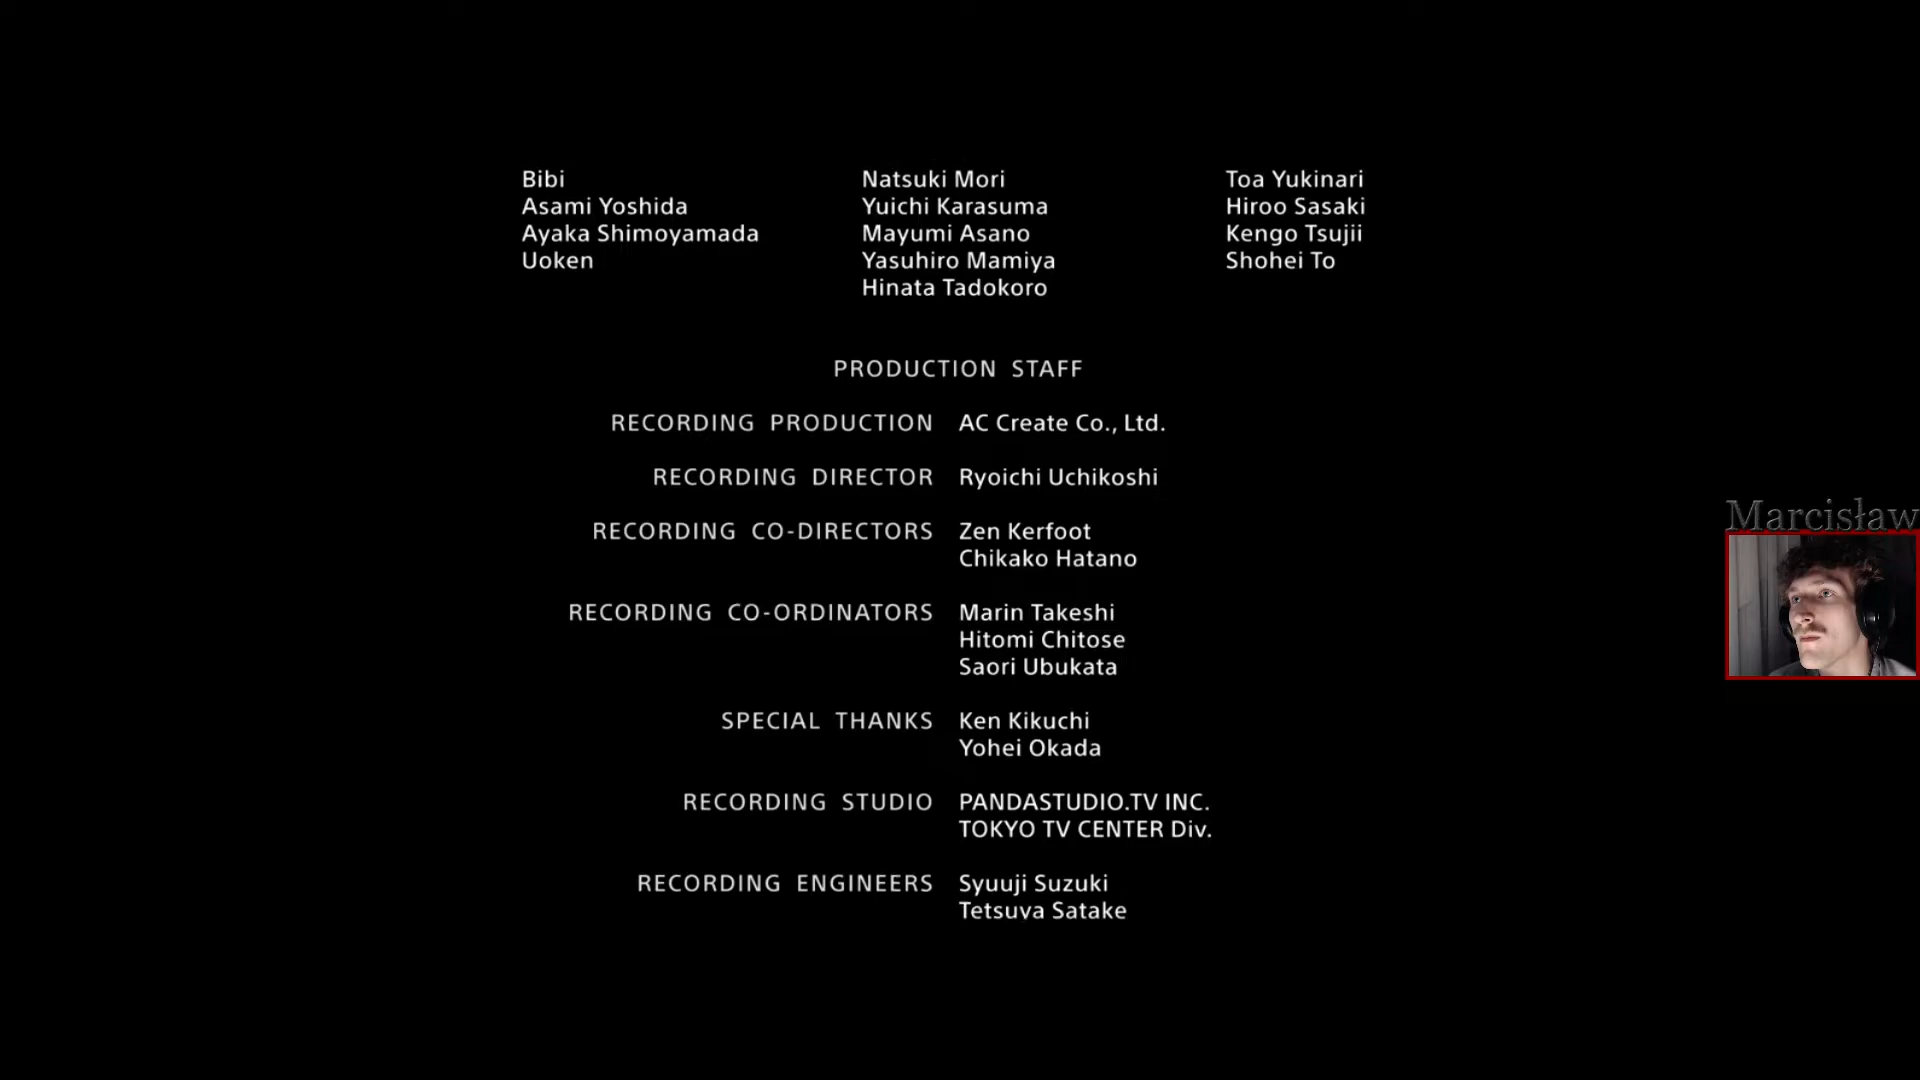 Bibi Natsuki Mori Toa Yukinari
Asami Yoshida Yuichi Karasuma Hiroo Sasaki
Ayaka Shimoyamada Mayumi Asano Kengo Tsujii
Uoken Yasuhiro Mamiya Shohei To
Hinata Tadokoro
PRODUCTION STAFF
RECORDING PRODUCTION AC Create Co., Ltd.
RECORDING DIRECTOR Ryoichi Uchikoshi
RECORDING CO-DIRECTORS Zen Kerfoot
Chikako Hatano
RECORDING CO-ORDINATORS Marin Takeshi
Hitomi Chitose
Saori Ubukata
SPECIAL THANKS Ken Kikuchi
Yohei Okada
RECORDING STUDIO PANDASTUDIO.TV INC.
TOKYO TV CENTER Div.
RECORDING ENGINEERS Syuuji Suzuki
Tetsuya Satake
Marcisław